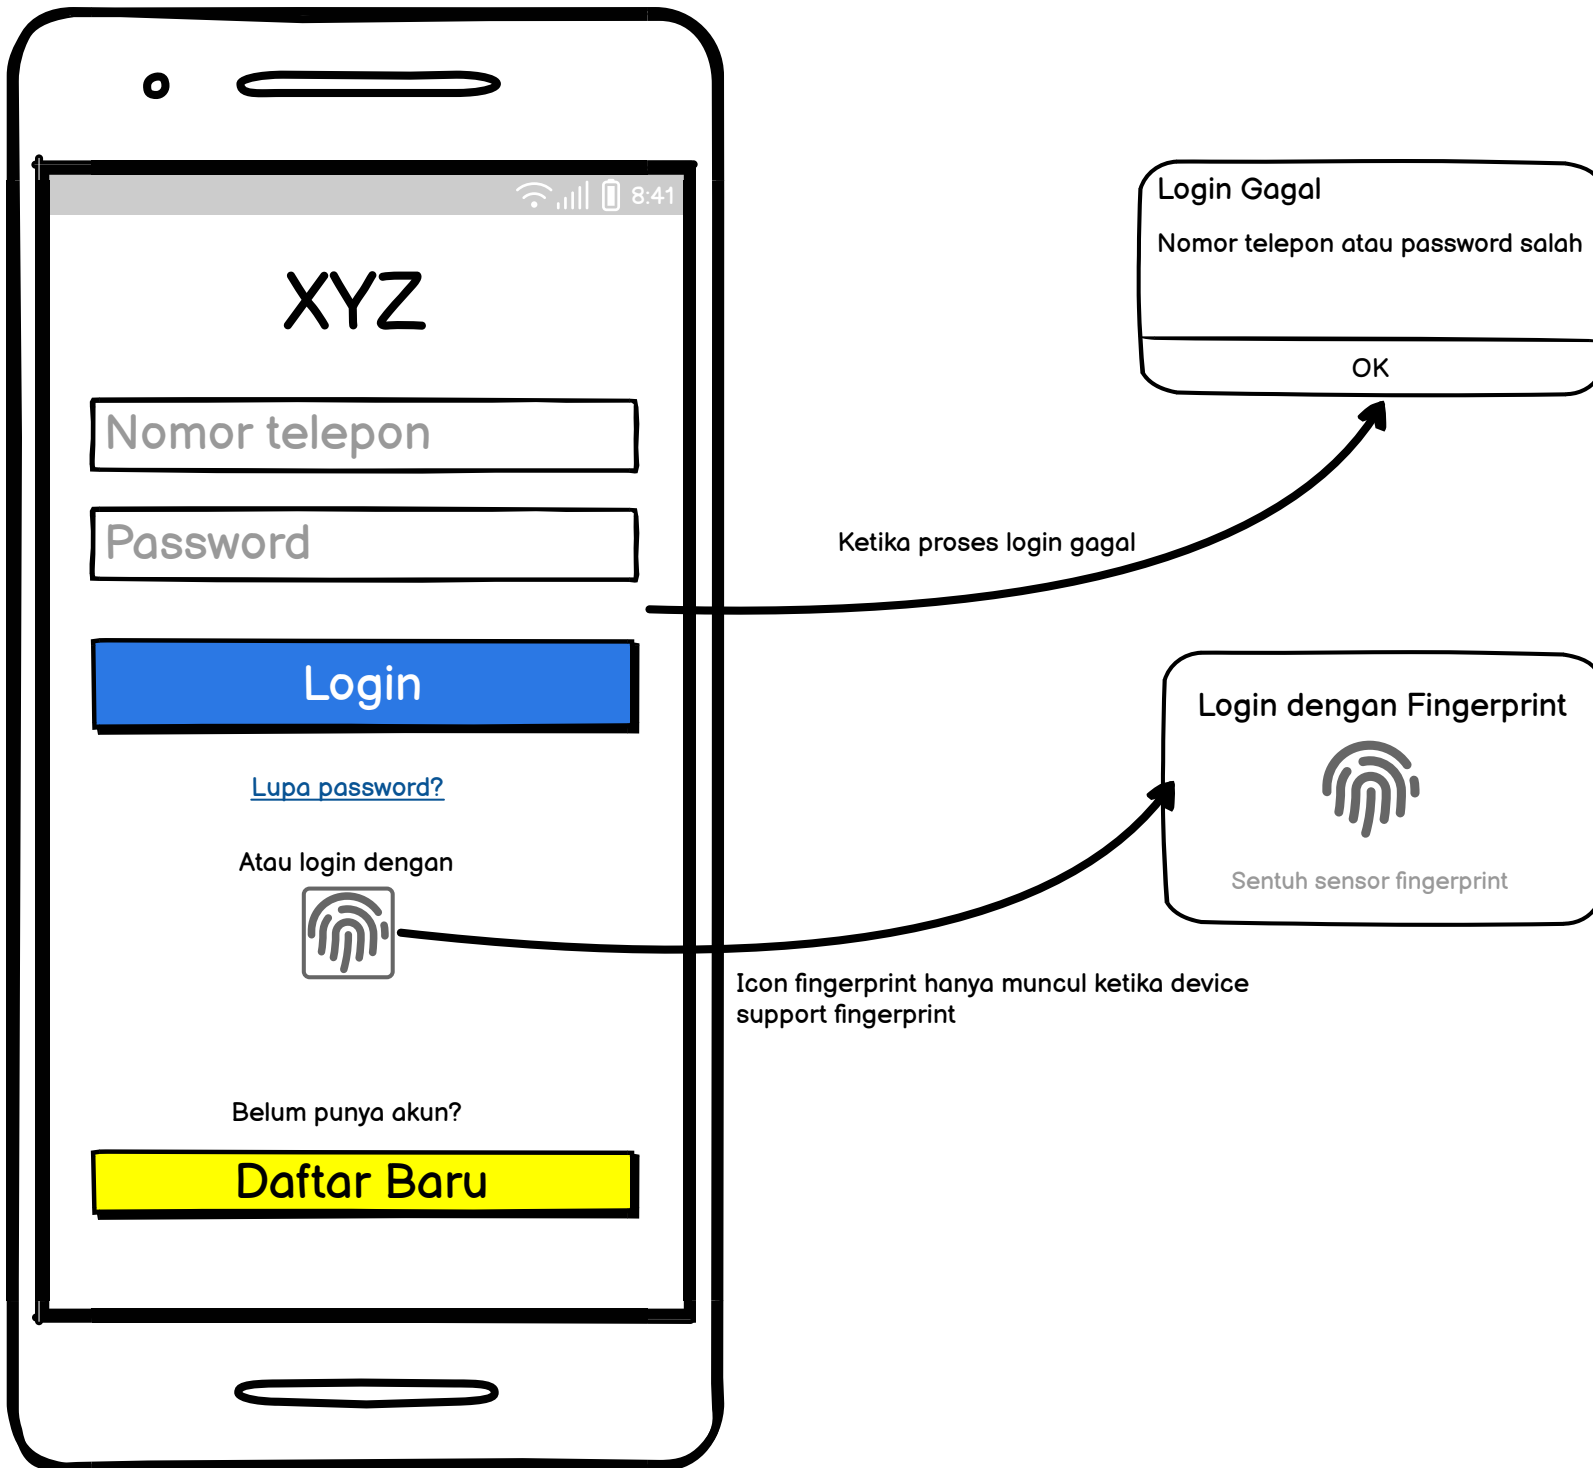 8:41
XYZ
Nomor telepon
Password
Login
Lupa password?
Atau login dengan
Belum punya akun?
Daftar Baru
Login Gagal
Nomor telepon atau password salah
OK
Ketika proses login gagal
Login dengan Fingerprint
Sentuh sensor fingerprint
Icon fingerprint hanya muncul ketika device
support fingerprint